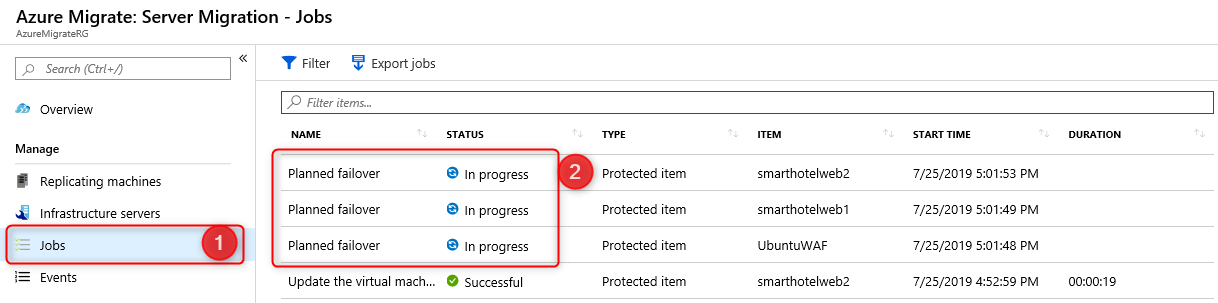 Azure Migrate: Server Migration - Jobs
AzureMigrateRG
Search (Ctrl+/)
«
Overview
Manage
Replicating machines
Infrastructure servers
Jobs
1
Events
Filter
Export jobs
Filter items...
NAME STATUS TYPE ITEM START TIME DURATION
Planned failover In progress 2 Protected item smarthotelweb2 7/25/2019 5:01:53 PM
Planned failover In progress Protected item smarthotelweb1 7/25/2019 5:01:49 PM
Planned failover In progress Protected item UbuntuWAF 7/25/2019 5:01:48 PM
Update the virtual mach... Successful Protected item smarthotelweb2 7/25/2019 4:52:59 PM 00:00:19